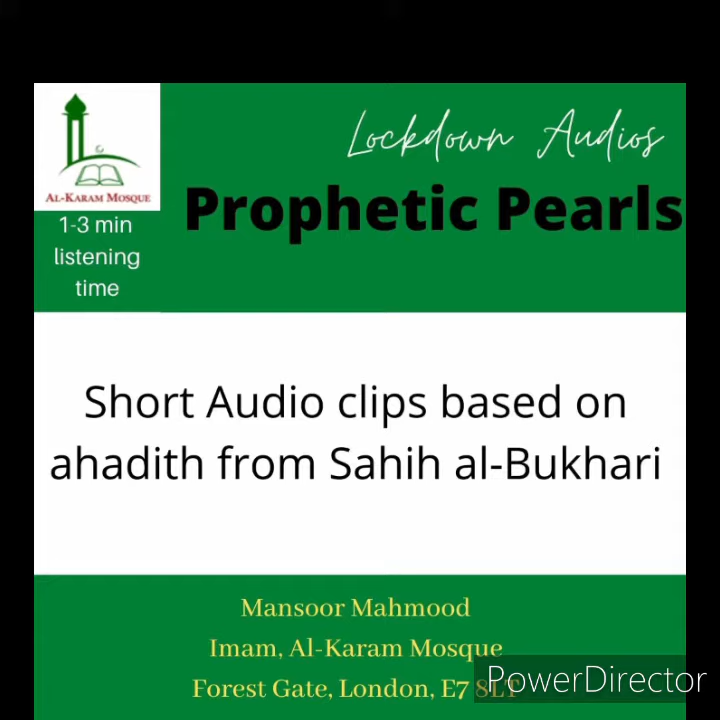 Lockdown Audios
AL-KARAM MOSQUE
Prophetic Pearls
1-3 min
listening
time
Short Audio clips based on
ahadith from Sahih al-Bukhari
Mansoor Mahmood
Imam, Al-Karam Mosque
Forest Gate, London, E7 8LT
PowerDirector